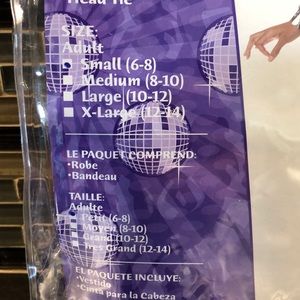 Head Tie
SIZE:
Adult
Small (6-8)
Medium (8-10)
Large (10-12)
X-Large (12-14)
LE PAQUET COMPREND:
•Robe
•Bandeau
TAILLE:
Adulte
Petit (6-8)
Moyen (8-10)
Grand (10-12)
Tres Grand (12-14)
EL PAQUETE INCLUYE:
•Vestido
•Cinta para la Cabeza